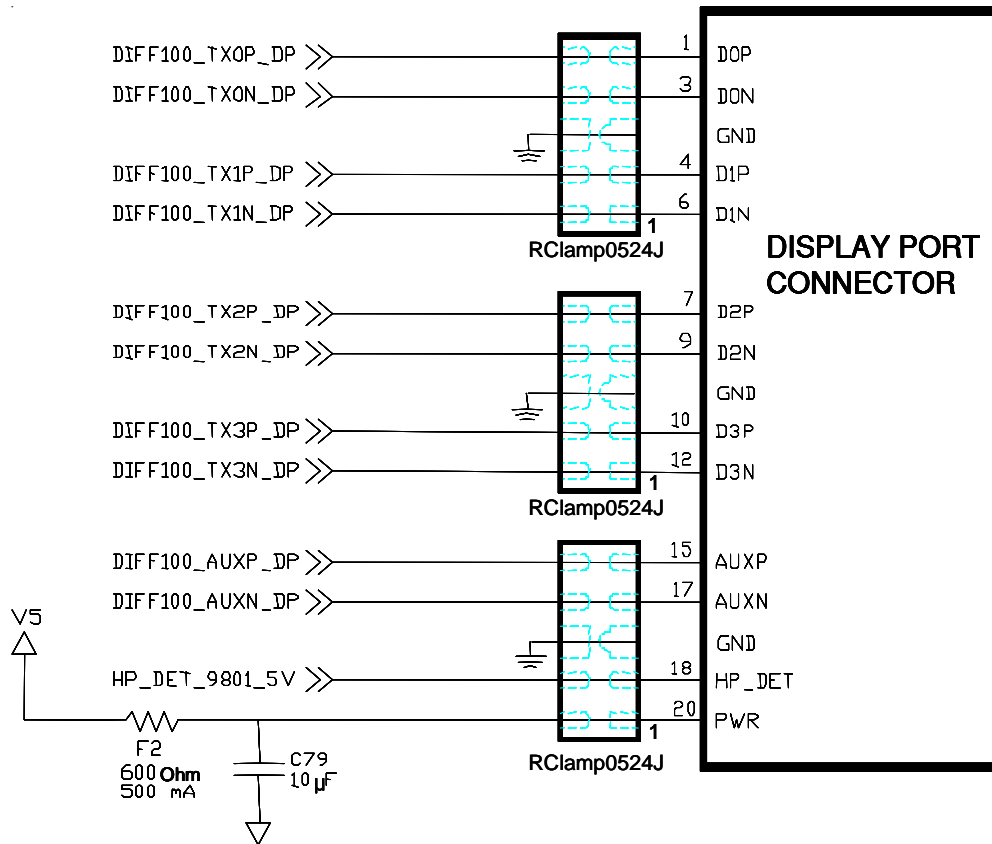 DIFF100_TX0P_DP 1 D0P
DIFF100_TX0N_DP 3 D0N
GND
DIFF100_TX1P_DP 4 D1P
DIFF100_TX1N_DP 6 D1N
1
RClamp0524J
DISPLAY PORT
CONNECTOR
DIFF100_TX2P_DP 7 D2P
DIFF100_TX2N_DP 9 D2N
GND
DIFF100_TX3P_DP 10 D3P
DIFF100_TX3N_DP 12 D3N
1
RClamp0524J
DIFF100_AUXP_DP 15 AUXP
DIFF100_AUXN_DP 17 AUXN
V5
GND
HP_DET_9801_5V 18 HP_DET
20 PWR
1
RClamp0524J
F2
600 Ohm
500 mA
C79
10 µF